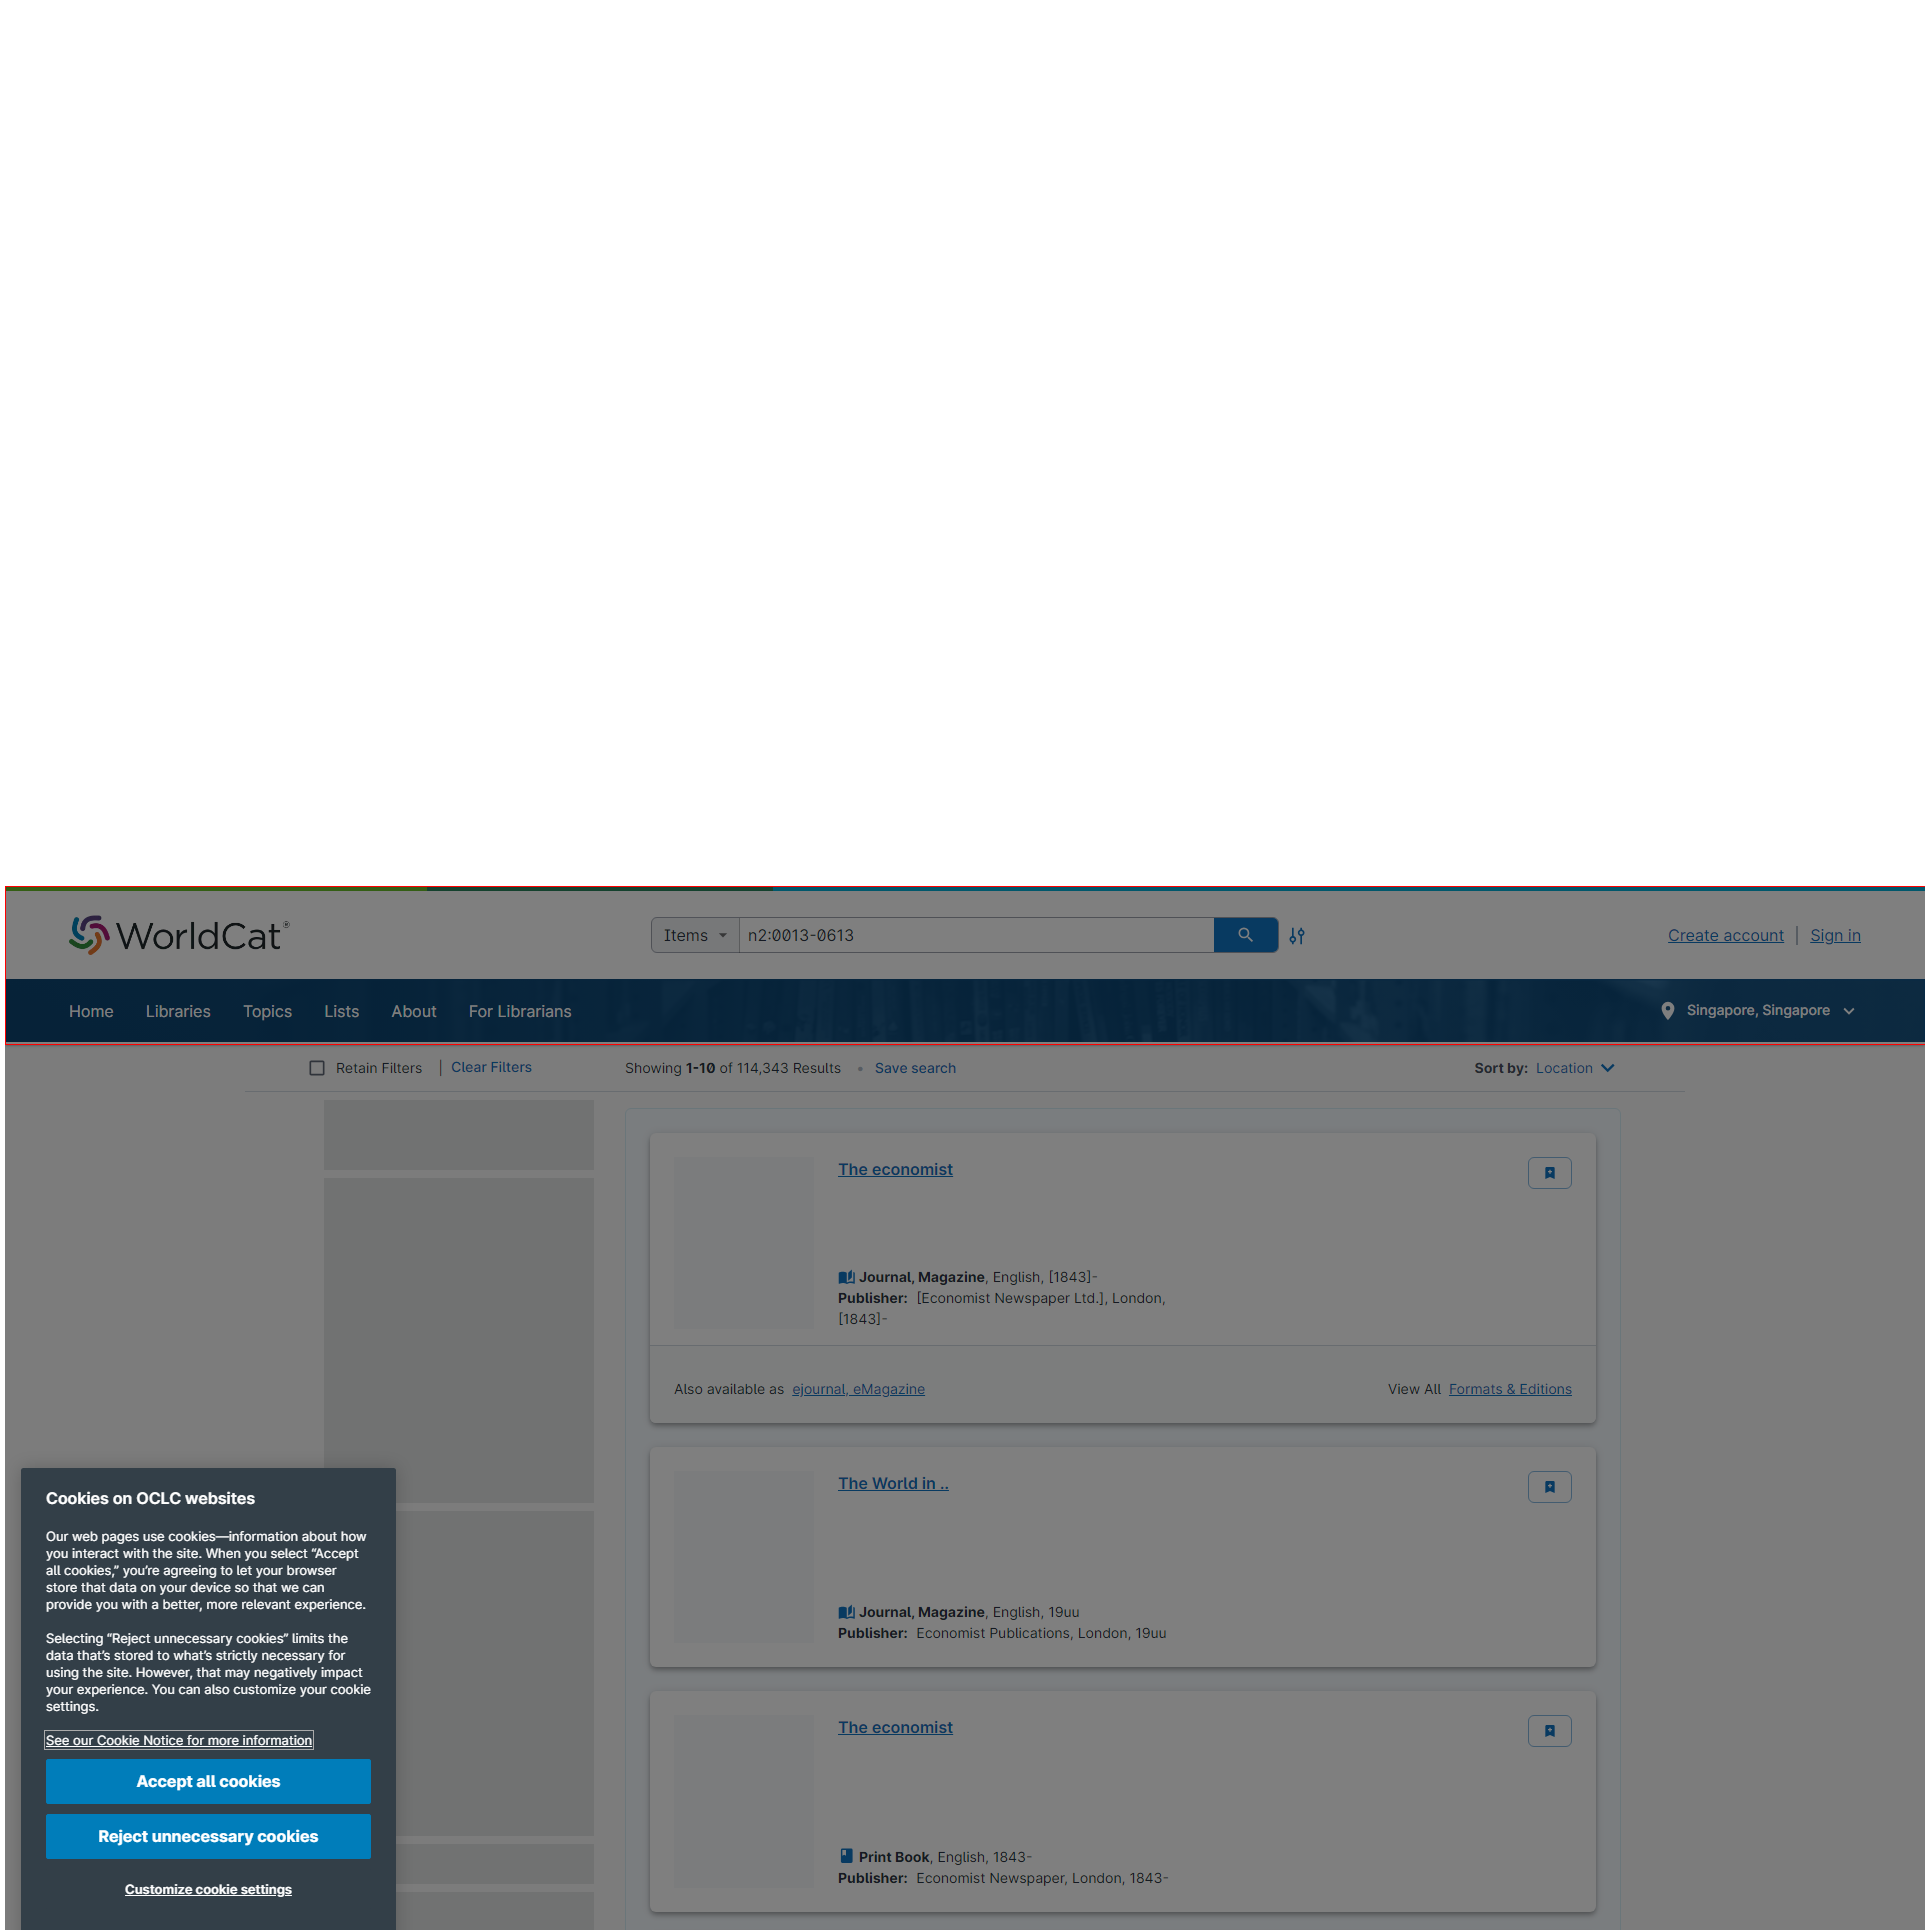 WorldCat®
Items
n2:0013-0613
Create account | Sign in
Home Libraries Topics Lists About For Librarians
Singapore, Singapore
Retain Filters | Clear Filters
Showing 1-10 of 114,343 Results • Save search
Sort by: Location
The economist
Journal, Magazine, English, [1843]-
Publisher: [Economist Newspaper Ltd.], London,
[1843]-
Also available as ejournal, eMagazine
View All Formats & Editions
The World in ..
Journal, Magazine, English, 19uu
Publisher: Economist Publications, London, 19uu
The economist
Print Book, English, 1843-
Publisher: Economist Newspaper, London, 1843-
Cookies on OCLC websites
Our web pages use cookies—information about how
you interact with the site. When you select “Accept
all cookies,” you’re agreeing to let your browser
store that data on your device so that we can
provide you with a better, more relevant experience.
Selecting “Reject unnecessary cookies” limits the
data that’s stored to what’s strictly necessary for
using the site. However, that may negatively impact
your experience. You can also customize your cookie
settings.
See our Cookie Notice for more information
Accept all cookies
Reject unnecessary cookies
Customize cookie settings